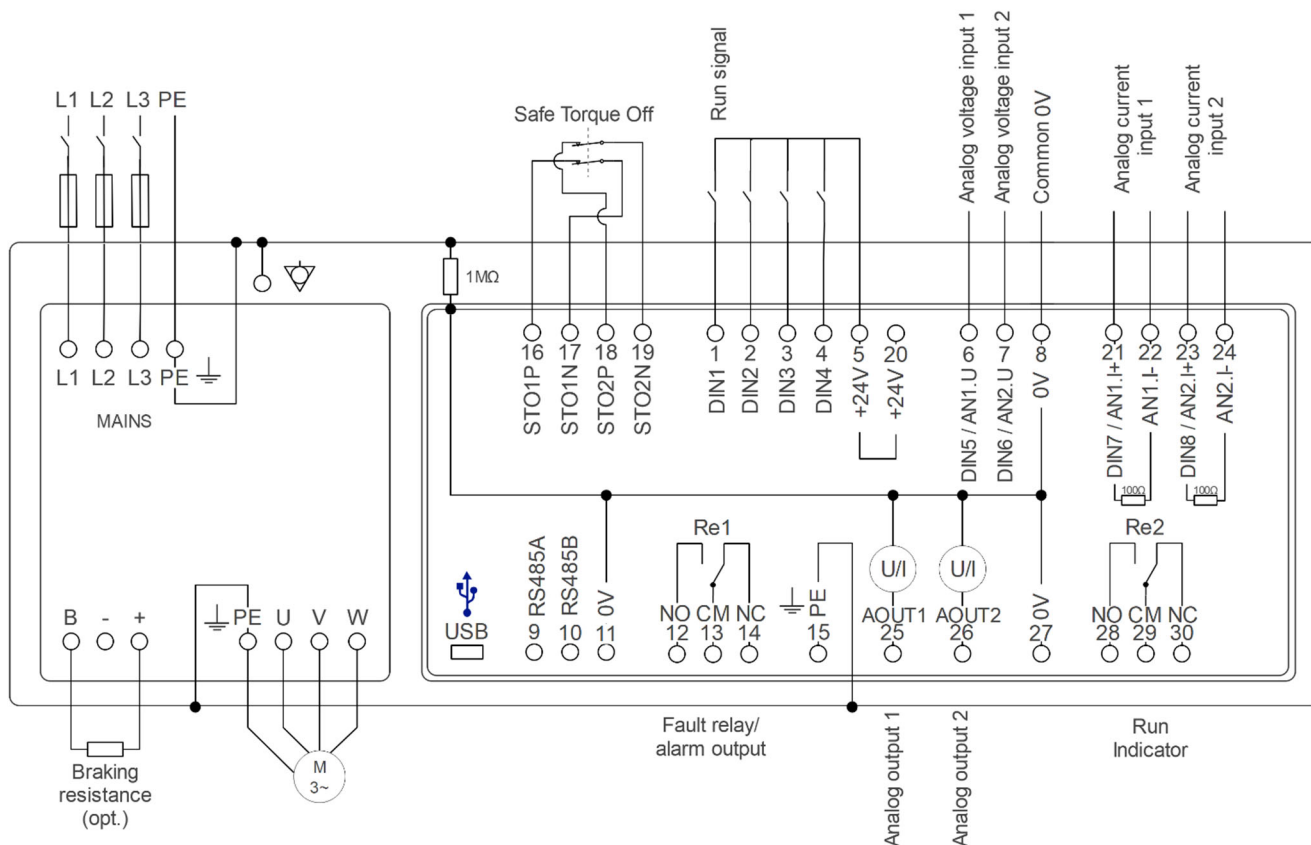 L1 L2 L3 PE
Safe Torque Off
Run signal
Analog voltage input 1
Analog voltage input 2
Common 0V
Analog current
input 1
Analog current
input 2
1MΩ
L1 L2 L3 PE
MAINS
16 17 18 19
STO1P
STO1N
STO2P
STO2N
1 2 3 4 5 20
DIN1
DIN2
DIN3
DIN4
+24V
+24V
6 7 8
DIN5 / AN1.U
DIN6 / AN2.U
0V
21 22 23 24
DIN7 / AN1.I+
AN1.I-
DIN8 / AN2.I+
AN2.I-
100Ω
100Ω
B - +
PE U V W
USB
9 RS485A
10 RS485B
11 0V
Re1
NO CM NC
12 13 14
15 PE
U/I
U/I
AOUT1
25
AOUT2
26
27 0V
Re2
NO CM NC
28 29 30
Braking
resistance
(opt.)
M
3~
Fault relay/
alarm output
Analog output 1
Analog output 2
Run
Indicator